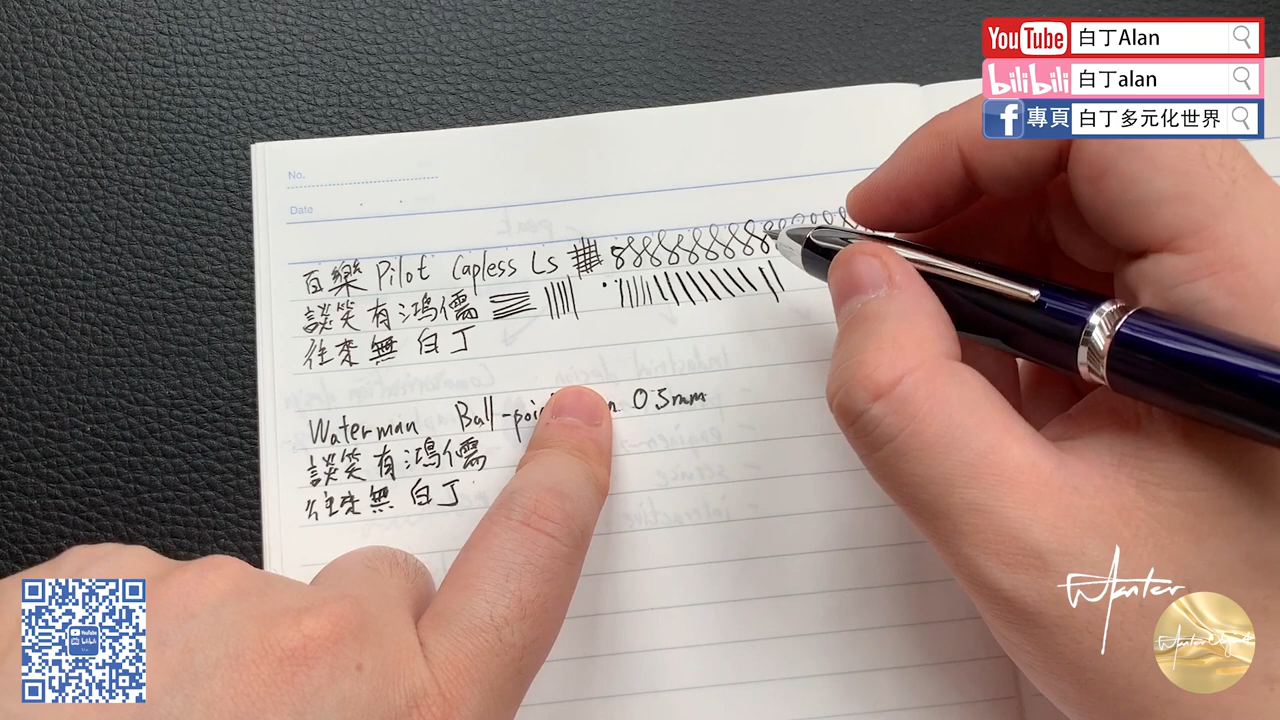 YouTube 白丁Alan
bilibili 白丁alan
f 專頁 白丁多元化世界
No.
Date
百樂 Pilot Capless Ls
談笑有鴻儒
往來無白丁
Waterman Ball-poin 0.5mm
談笑有鴻儒
往來無白丁